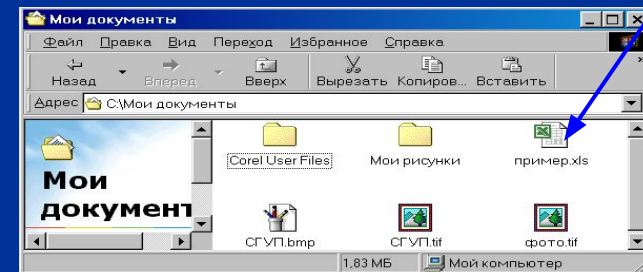 Мои документы
Файл Правка Вид Переход Избранное Справка
Назад Вперед Вверх Вырезать Копиров... Вставить
Адрес C:\Мои документы
Мои документ
Corel User Files Мои рисунки пример.xls
СГУП.bmp СГУП.tif фото.tif
1,83 МБ Мой компьютер